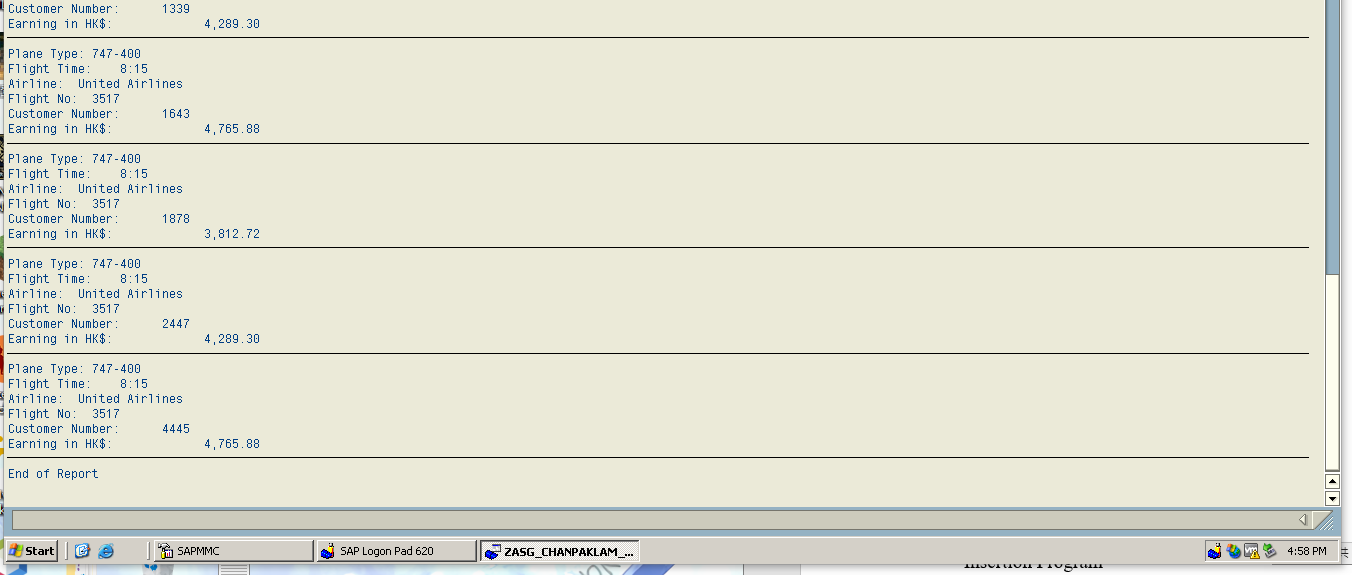 Customer Number: 1339
Earning in HK$: 4,289.30
Plane Type: 747-400
Flight Time: 8:15
Airline: United Airlines
Flight No: 3517
Customer Number: 1643
Earning in HK$: 4,765.88
Plane Type: 747-400
Flight Time: 8:15
Airline: United Airlines
Flight No: 3517
Customer Number: 1878
Earning in HK$: 3,812.72
Plane Type: 747-400
Flight Time: 8:15
Airline: United Airlines
Flight No: 3517
Customer Number: 2447
Earning in HK$: 4,289.30
Plane Type: 747-400
Flight Time: 8:15
Airline: United Airlines
Flight No: 3517
Customer Number: 4445
Earning in HK$: 4,765.88
End of Report
Start SAPMMC SAP Logon Pad 620 ZASG_CHANPAKLAM_... 4:58 PM
Insertion Program